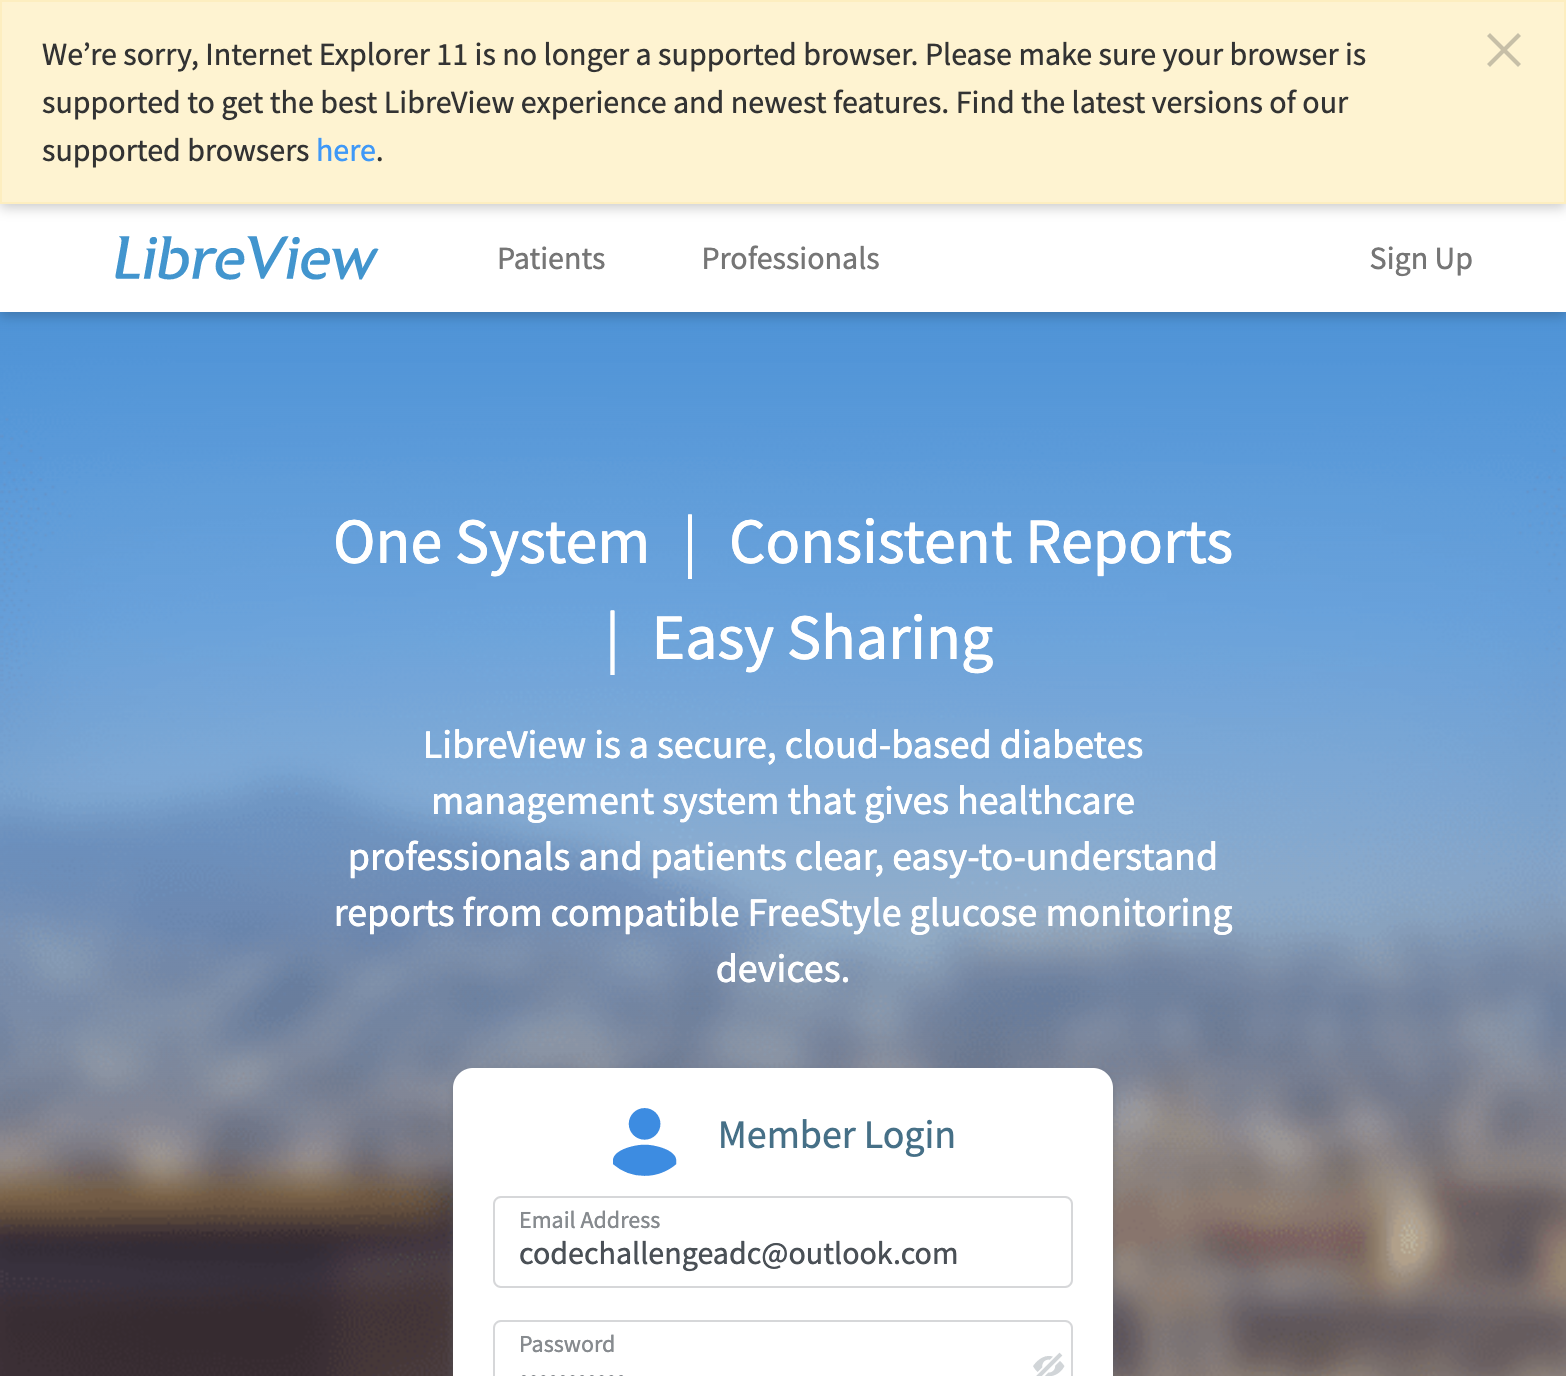 We’re sorry, Internet Explorer 11 is no longer a supported browser. Please make sure your browser is
supported to get the best LibreView experience and newest features. Find the latest versions of our
supported browsers here.
LibreView
Patients
Professionals
Sign Up
One System | Consistent Reports
| Easy Sharing
LibreView is a secure, cloud-based diabetes
management system that gives healthcare
professionals and patients clear, easy-to-understand
reports from compatible FreeStyle glucose monitoring
devices.
Member Login
Email Address
codechallengeadc@outlook.com
Password